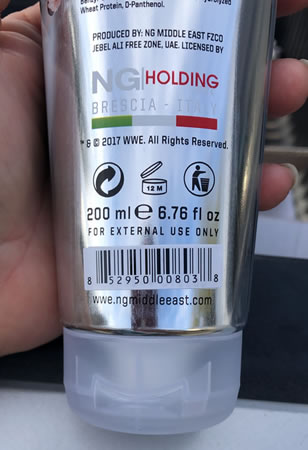 Wheat Protein, D-Panthenol.
PRODUCED BY: NG MIDDLE EAST FZCO
JEBEL ALI FREE ZONE, UAE. LICENSED BY
NG HOLDING
BRESCIA - ITALY
™ & © 2017 WWE. All Rights Reserved.
12 M
200 ml e 6.76 fl oz
FOR EXTERNAL USE ONLY
8 52950 00803 8
www.ngmiddleeast.com